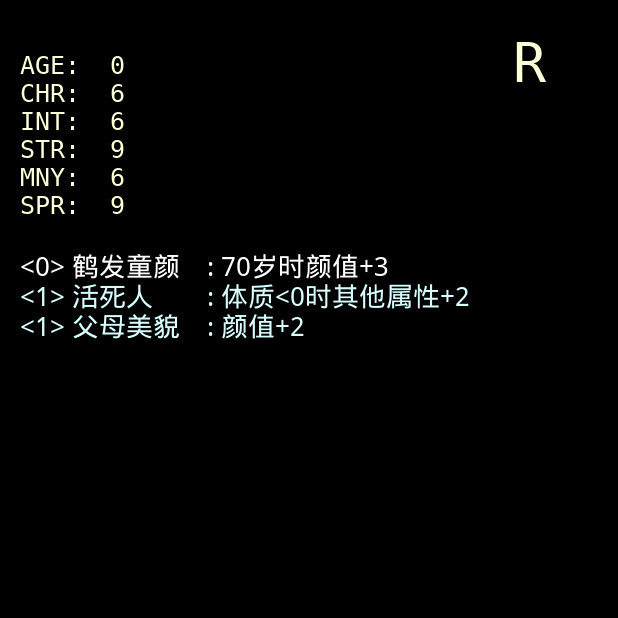 R
AGE: 0
CHR: 6
INT: 6
STR: 9
MNY: 6
SPR: 9
<0> 鹤发童颜 : 70岁时颜值+3
<1> 活死人 : 体质<0时其他属性+2
<1> 父母美貌 : 颜值+2